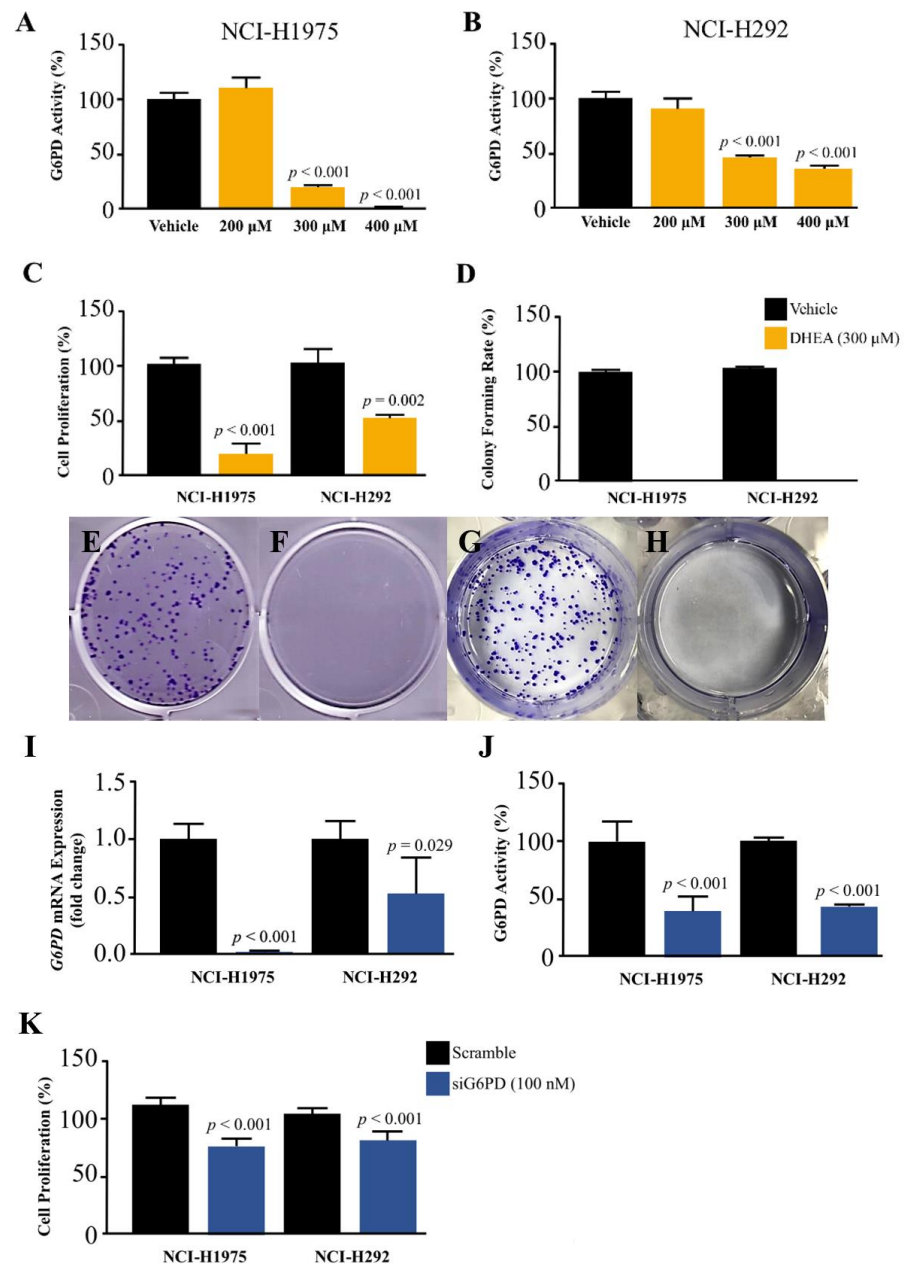 A
NCI-H1975
G6PD Activity (%)
150
100
50
0
p < 0.001
p < 0.001
Vehicle 200 µM 300 µM 400 µM
B
NCI-H292
G6PD Activity (%)
150
100
50
0
p < 0.001
p < 0.001
Vehicle 200 µM 300 µM 400 µM
C
Cell Proliferation (%)
150
100
50
0
p < 0.001
p = 0.002
NCI-H1975 NCI-H292
D
Colony Forming Rate (%)
150
100
50
0
Vehicle
DHEA (300 µM)
NCI-H1975 NCI-H292
E F G H
I
G6PD mRNA Expression
(fold change)
1.5
1.0
0.5
0.0
p < 0.001
p = 0.029
NCI-H1975 NCI-H292
J
G6PD Activity (%)
150
100
50
0
p < 0.001
p < 0.001
NCI-H1975 NCI-H292
K
Cell Proliferation (%)
150
100
50
0
p < 0.001
p < 0.001
NCI-H1975 NCI-H292
Scramble
siG6PD (100 nM)